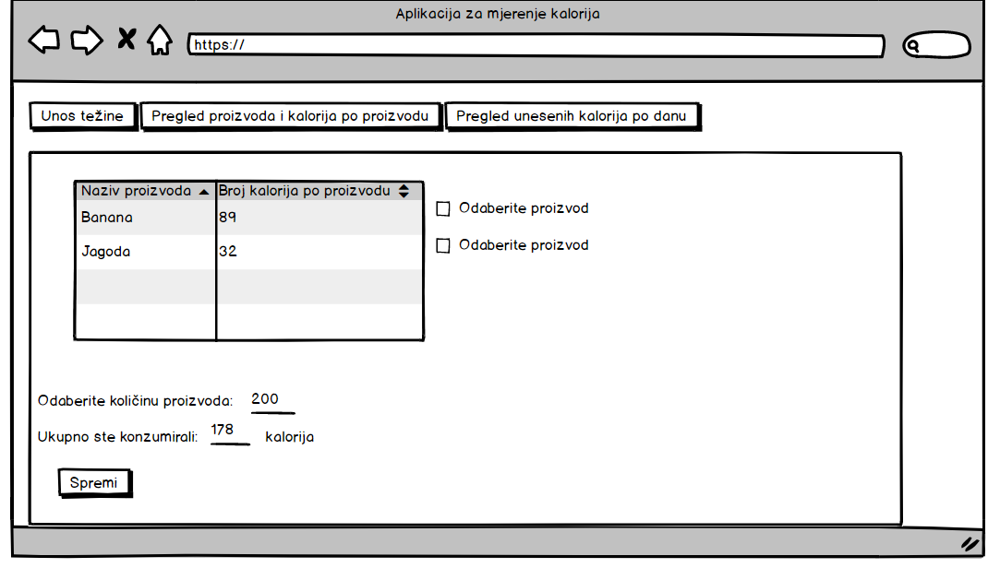 Aplikacija za mjerenje kalorija
https://
Unos težine Pregled proizvoda i kalorija po proizvodu Pregled unesenih kalorija po danu
Naziv proizvoda Broj kalorija po proizvodu
Banana 89
Odaberite proizvod
Jagoda 32
Odaberite proizvod
Odaberite količinu proizvoda: 200
Ukupno ste konzumirali: 178 kalorija
Spremi